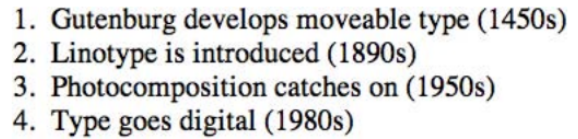 1. Gutenburg develops moveable type (1450s)
2. Linotype is introduced (1890s)
3. Photocomposition catches on (1950s)
4. Type goes digital (1980s)